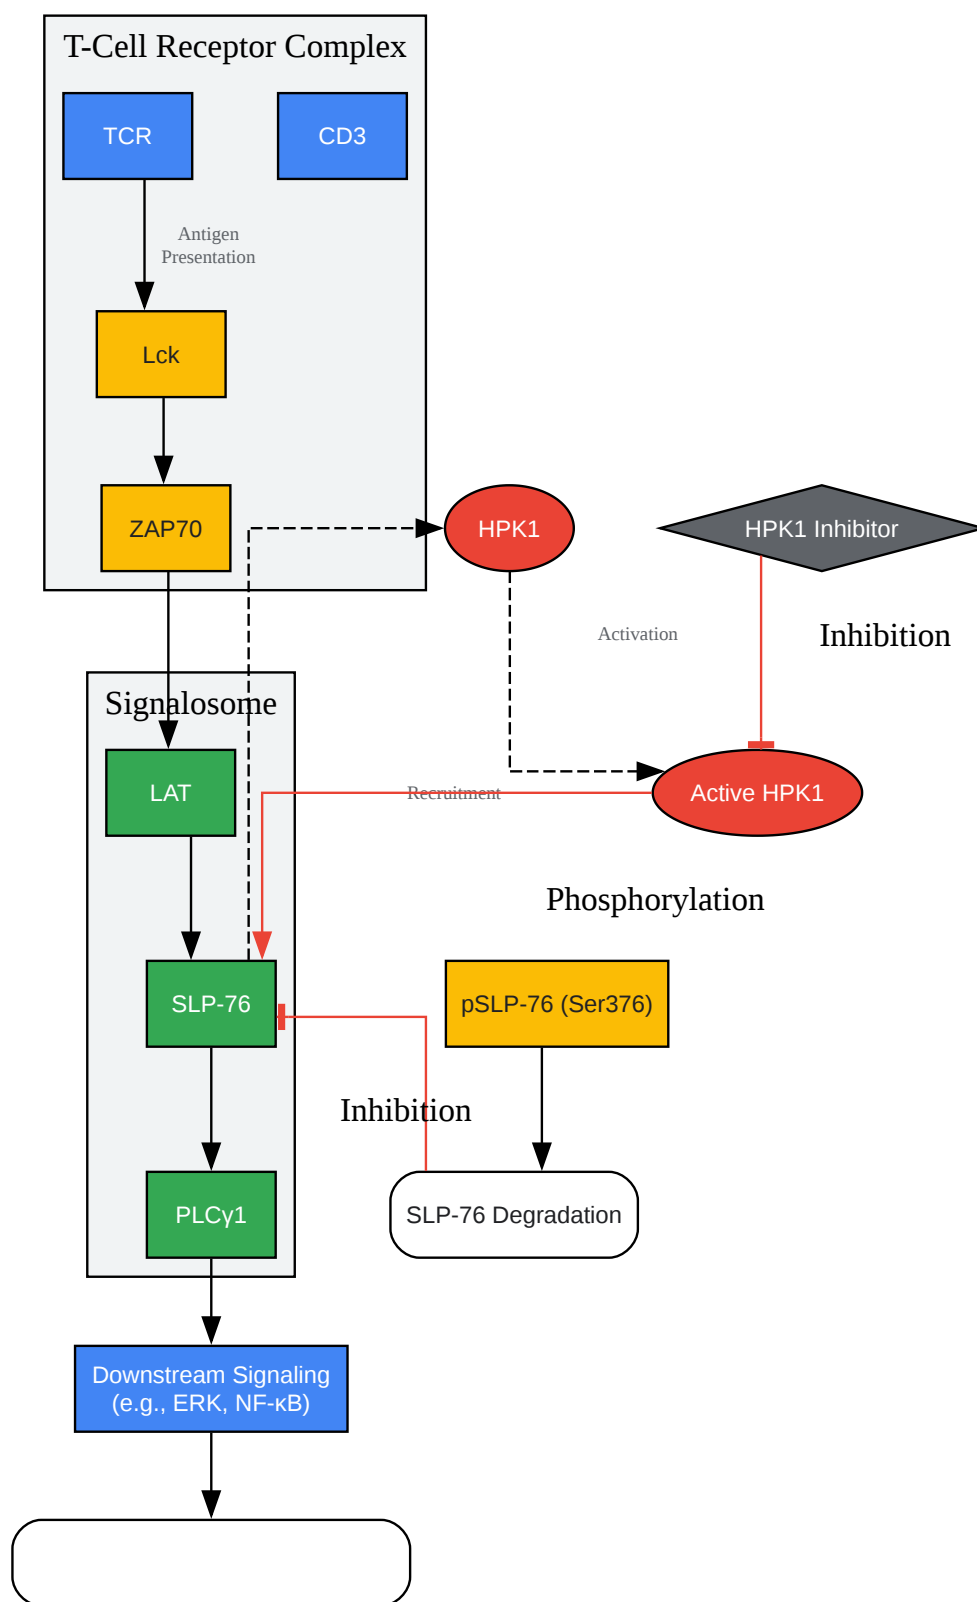 T-Cell Receptor Complex
TCR
CD3
Antigen
Presentation
Lck
ZAP70
HPK1
HPK1 Inhibitor
Activation
Inhibition
Signalosome
LAT
Recruitment
Active HPK1
Phosphorylation
SLP-76
pSLP-76 (Ser376)
Inhibition
PLCγ1
SLP-76 Degradation
Downstream Signaling
(e.g., ERK, NF-κB)